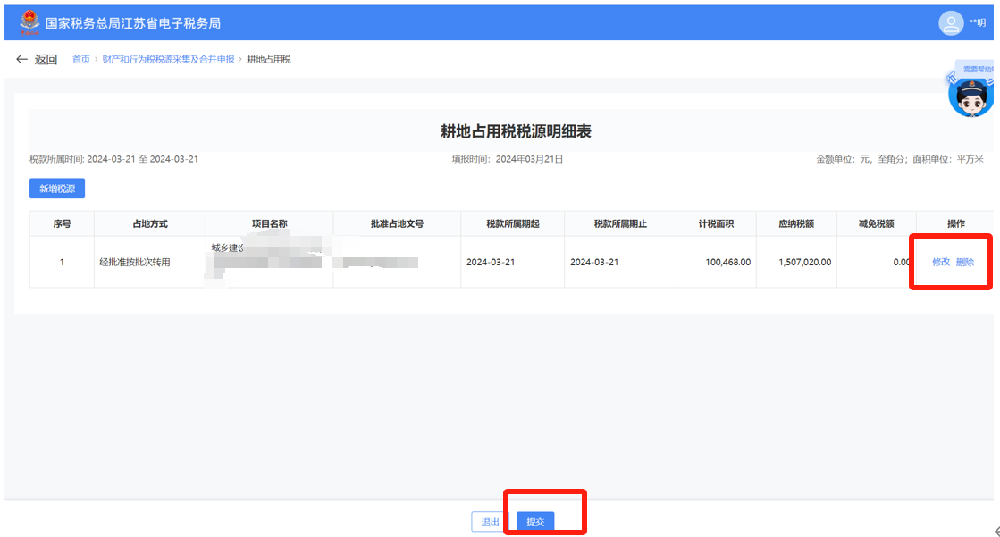 国家税务总局江苏省电子税务局
**明
返回 首页 › 财产和行为税税源采集及合并申报 › 耕地占用税
需要帮助
耕地占用税税源明细表
税款所属时间: 2024-03-21 至 2024-03-21 填报时间：2024年03月21日 金额单位：元，至角分；面积单位：平方米
新增税源
序号 占地方式 项目名称 批准占地文号 税款所属期起 税款所属期止 计税面积 应纳税额 减免税额 操作
城乡建设
1 经批准按批次转用 2024-03-21 2024-03-21 100,468.00 1,507,020.00 0.00 修改 删除
退出 提交